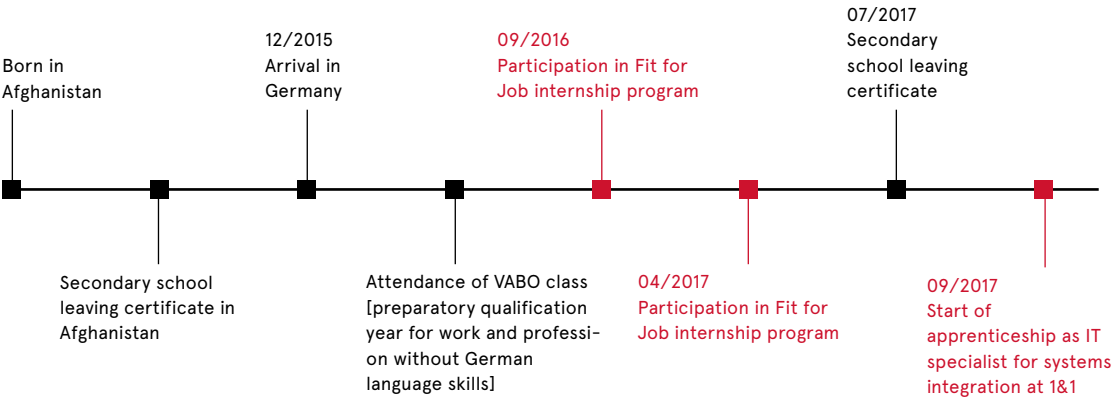 Born in
Afghanistan
Secondary school
leaving certificate in
Afghanistan
12/2015
Arrival in
Germany
Attendance of VABO class
[preparatory qualification
year for work and professi-
on without German
language skills]
09/2016
Participation in Fit for
Job internship program
04/2017
Participation in Fit for
Job internship program
07/2017
Secondary
school leaving
certificate
09/2017
Start of
apprenticeship as IT
specialist for systems
integration at 1&1